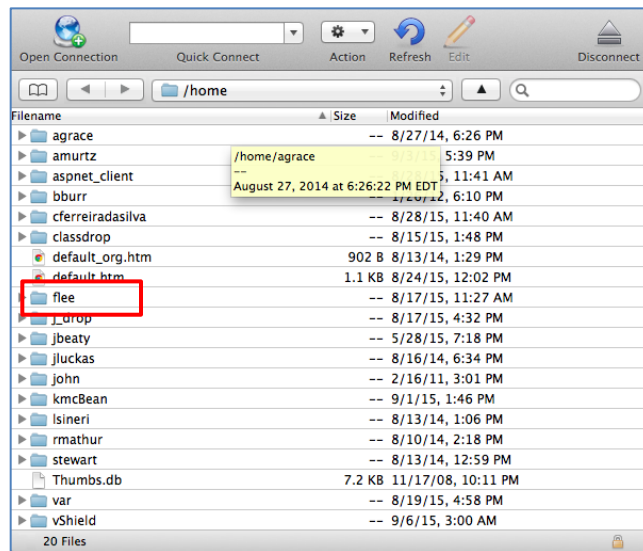 Open Connection Quick Connect Action Refresh Edit Disconnect
/home
Filename Size Modified
agrace -- 8/27/14, 6:26 PM
amurtz 5:39 PM
aspnet_client 11:41 AM
bburr -- 1/20/12, 6:10 PM
cferreiradasilva -- 8/28/15, 11:40 AM
classdrop -- 8/15/15, 1:48 PM
default_org.htm 902 B 8/13/14, 1:29 PM
default.htm 1.1 KB 8/24/15, 12:02 PM
flee -- 8/17/15, 11:27 AM
j_drop -- 8/17/15, 4:32 PM
jbeaty -- 5/28/15, 7:18 PM
jluckas -- 8/16/14, 6:34 PM
john -- 2/16/11, 3:01 PM
kmcBean -- 9/1/15, 1:46 PM
lsineri -- 8/13/14, 1:06 PM
rmathur -- 8/10/14, 2:18 PM
stewart -- 8/13/14, 12:59 PM
Thumbs.db 7.2 KB 11/17/08, 10:11 PM
var -- 8/19/15, 4:58 PM
vShield -- 9/6/15, 3:00 AM
20 Files
/home/agrace
--
August 27, 2014 at 6:26:22 PM EDT